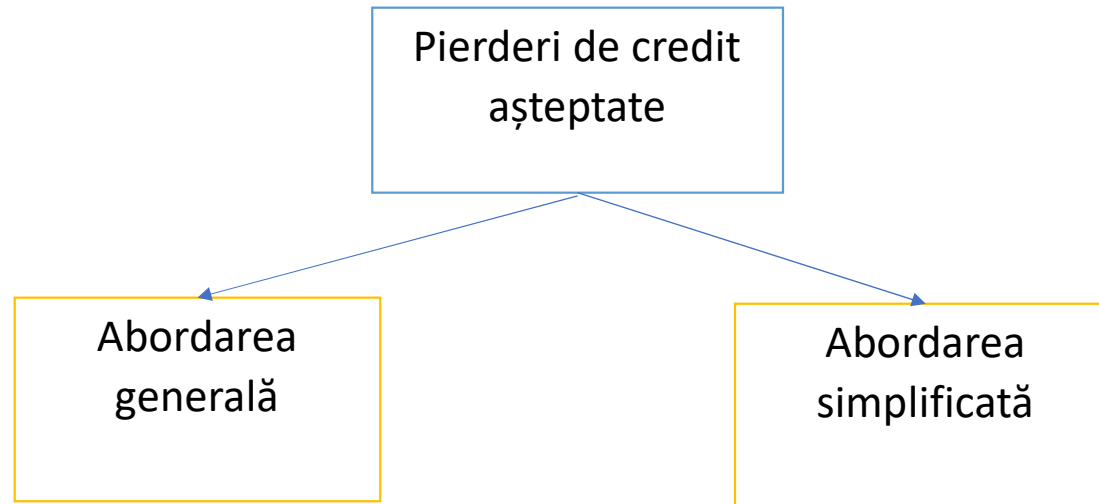 Pierderi de credit
așteptate
Abordarea
generală
Abordarea
simplificată